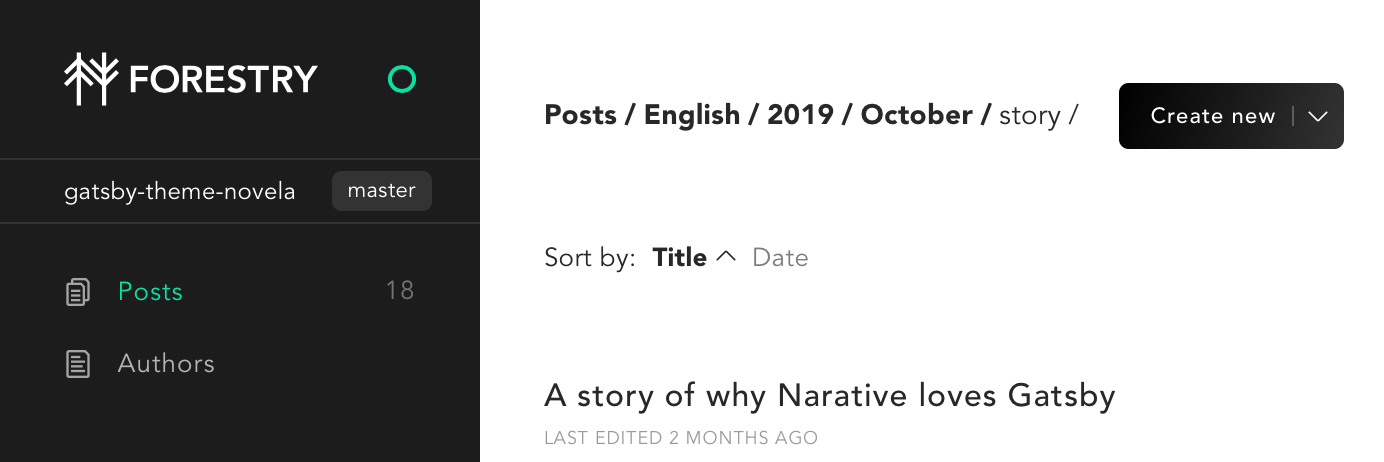 FORESTRY
gatsby-theme-novela master
Posts 18
Authors
Posts / English / 2019 / October / story /
Create new
Sort by: Title Date
A story of why Narative loves Gatsby
LAST EDITED 2 MONTHS AGO